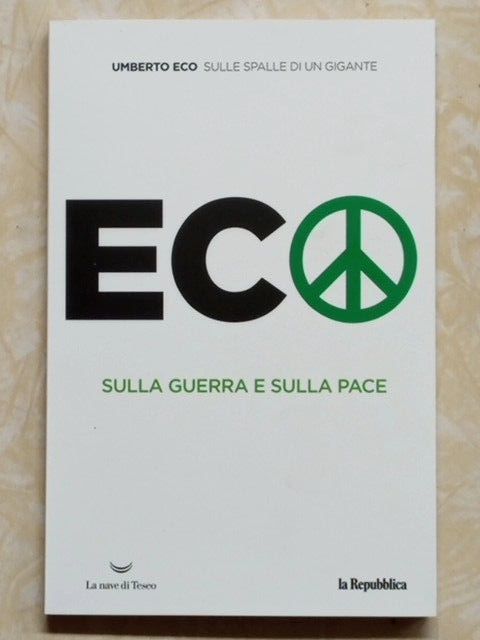 UMBERTO ECO SULLE SPALLE DI UN GIGANTE
ECO
SULLA GUERRA E SULLA PACE
La nave di Teseo
la Repubblica